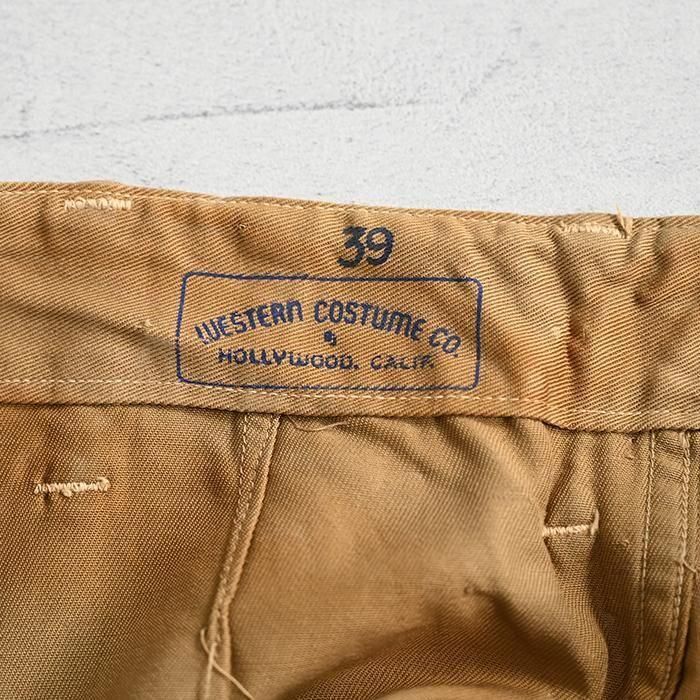 39
WESTERN COSTUME CO.
HOLLYWOOD, CALIF.